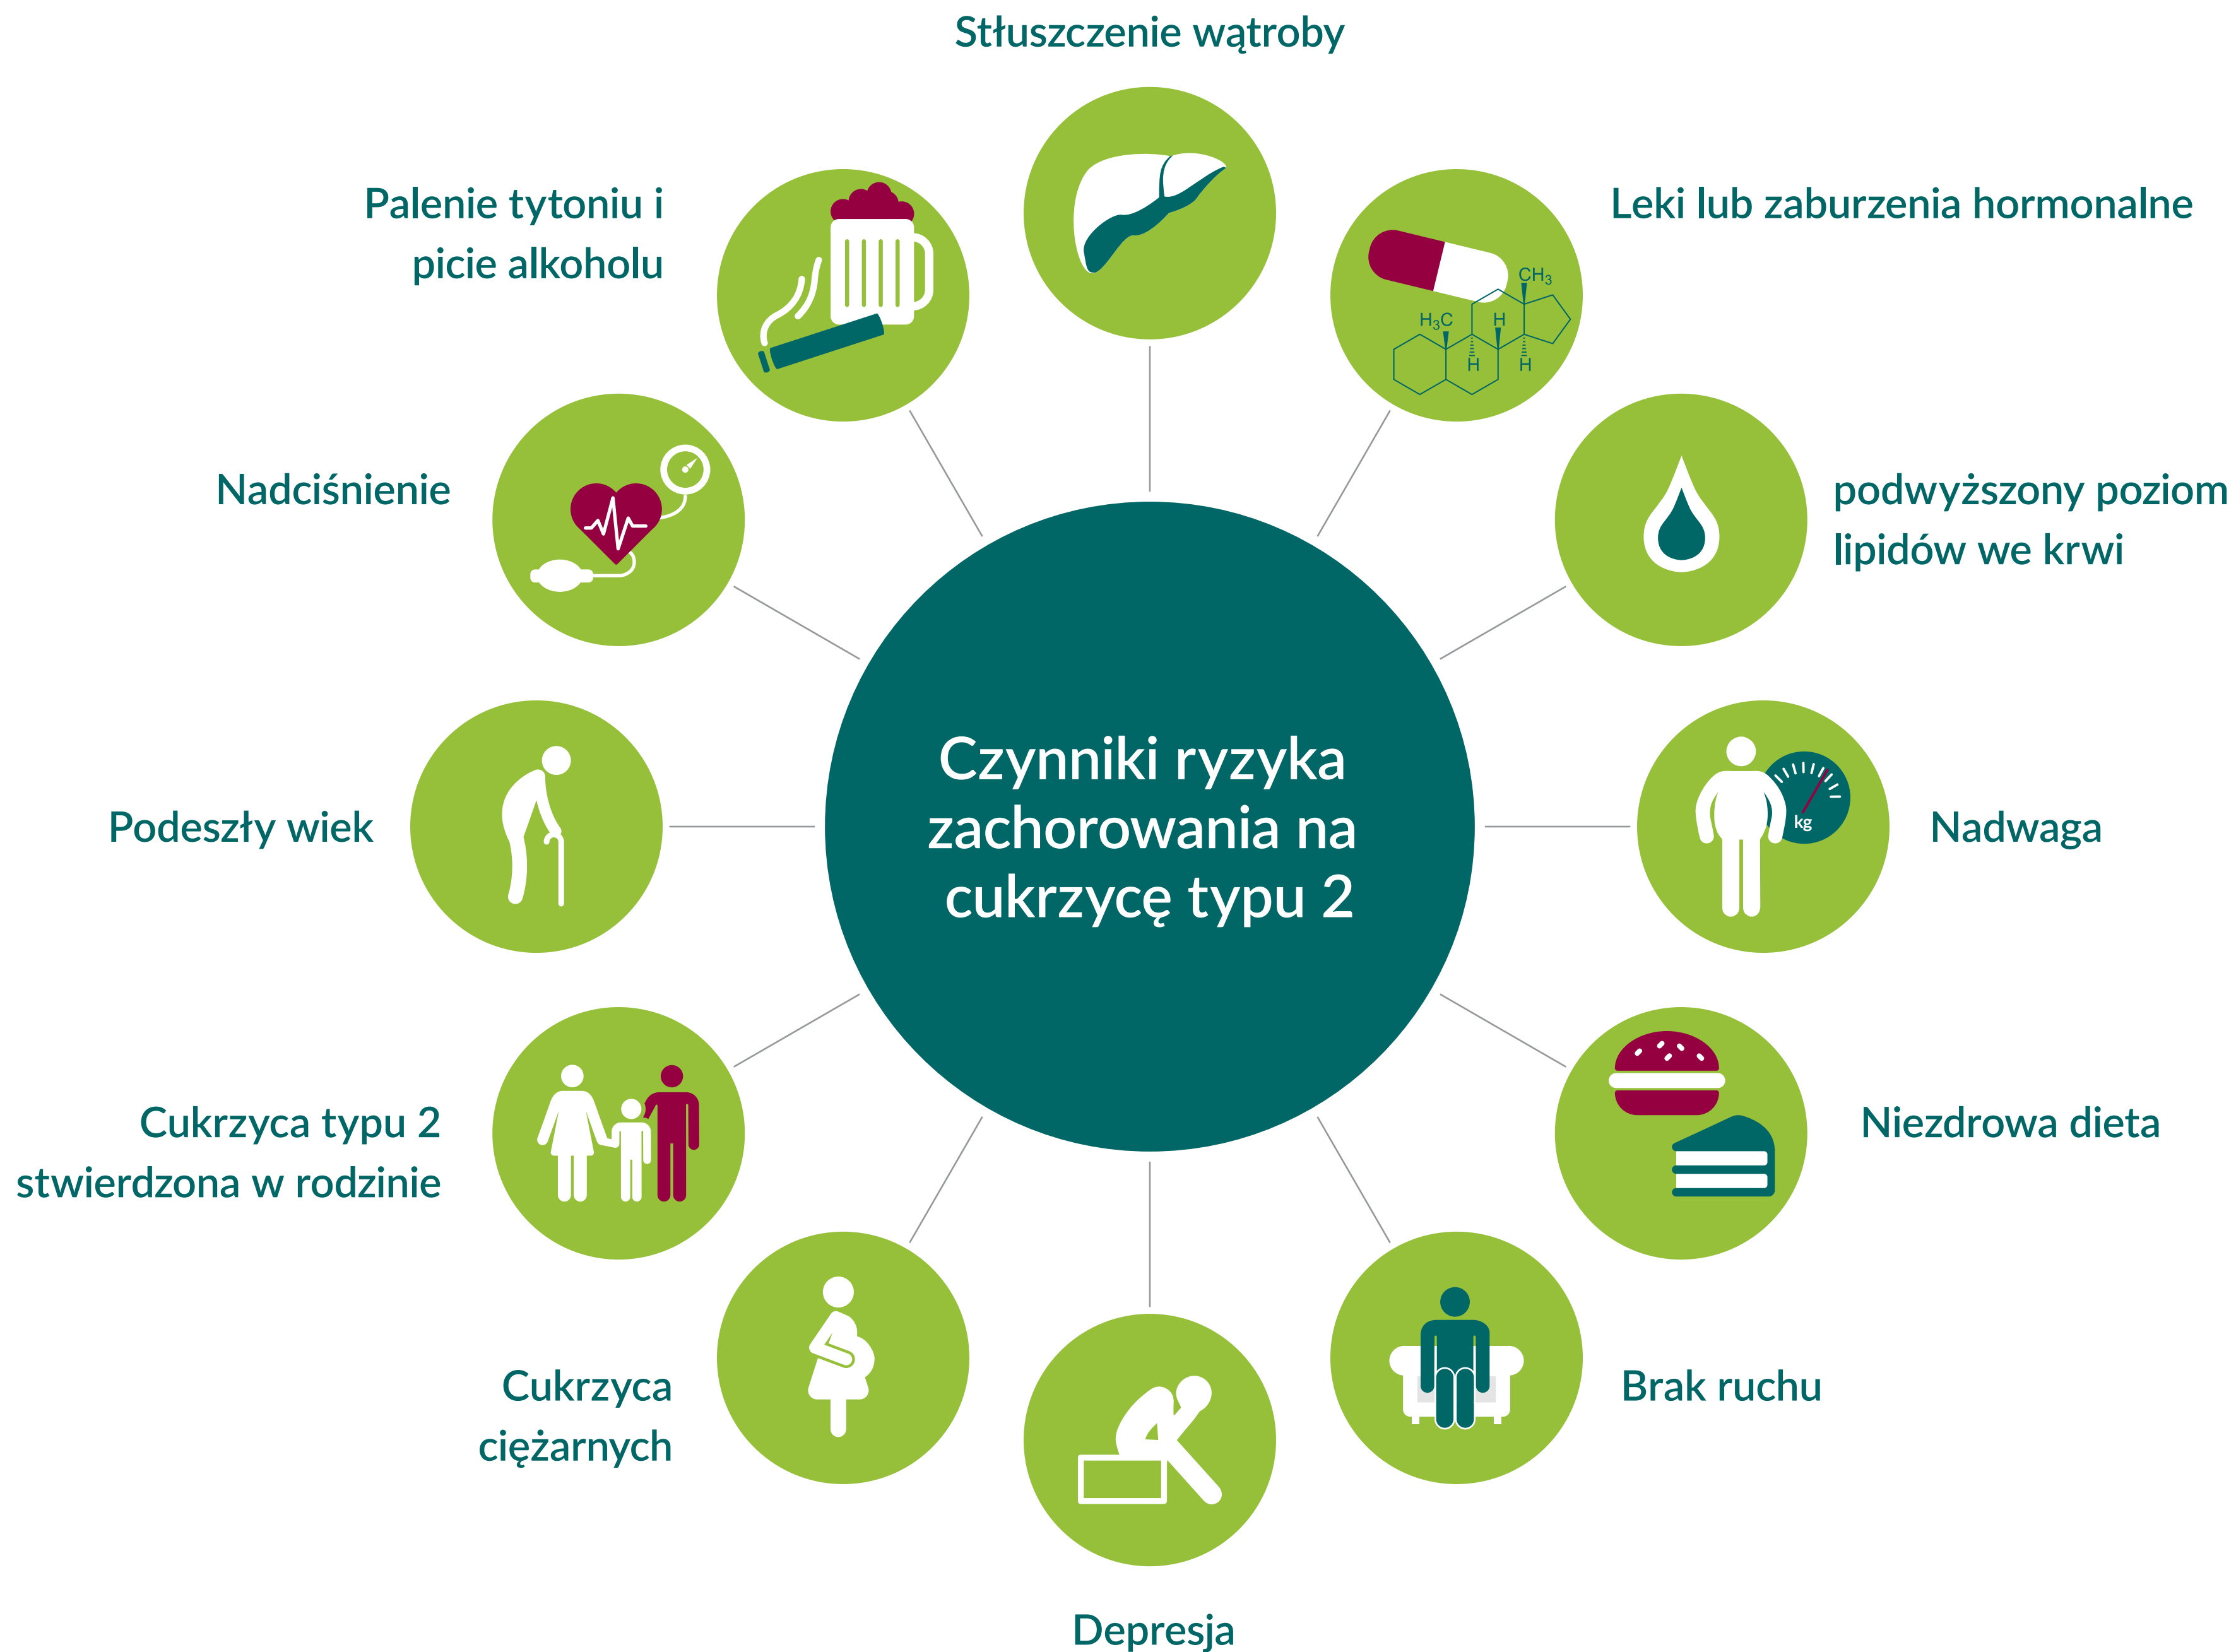 Stłuszczenie wątroby
Palenie tytoniu i
picie alkoholu
Leki lub zaburzenia hormonalne
CH3
H3C
H
H
H
Nadciśnienie
podwyższony poziom
lipidów we krwi
Podeszły wiek
Czynniki ryzyka
zachorowania na
cukrzycę typu 2
kg
Nadwaga
Cukrzyca typu 2
stwierdzona w rodzinie
Niezdrowa dieta
Cukrzyca
ciężarnych
Brak ruchu
Depresja